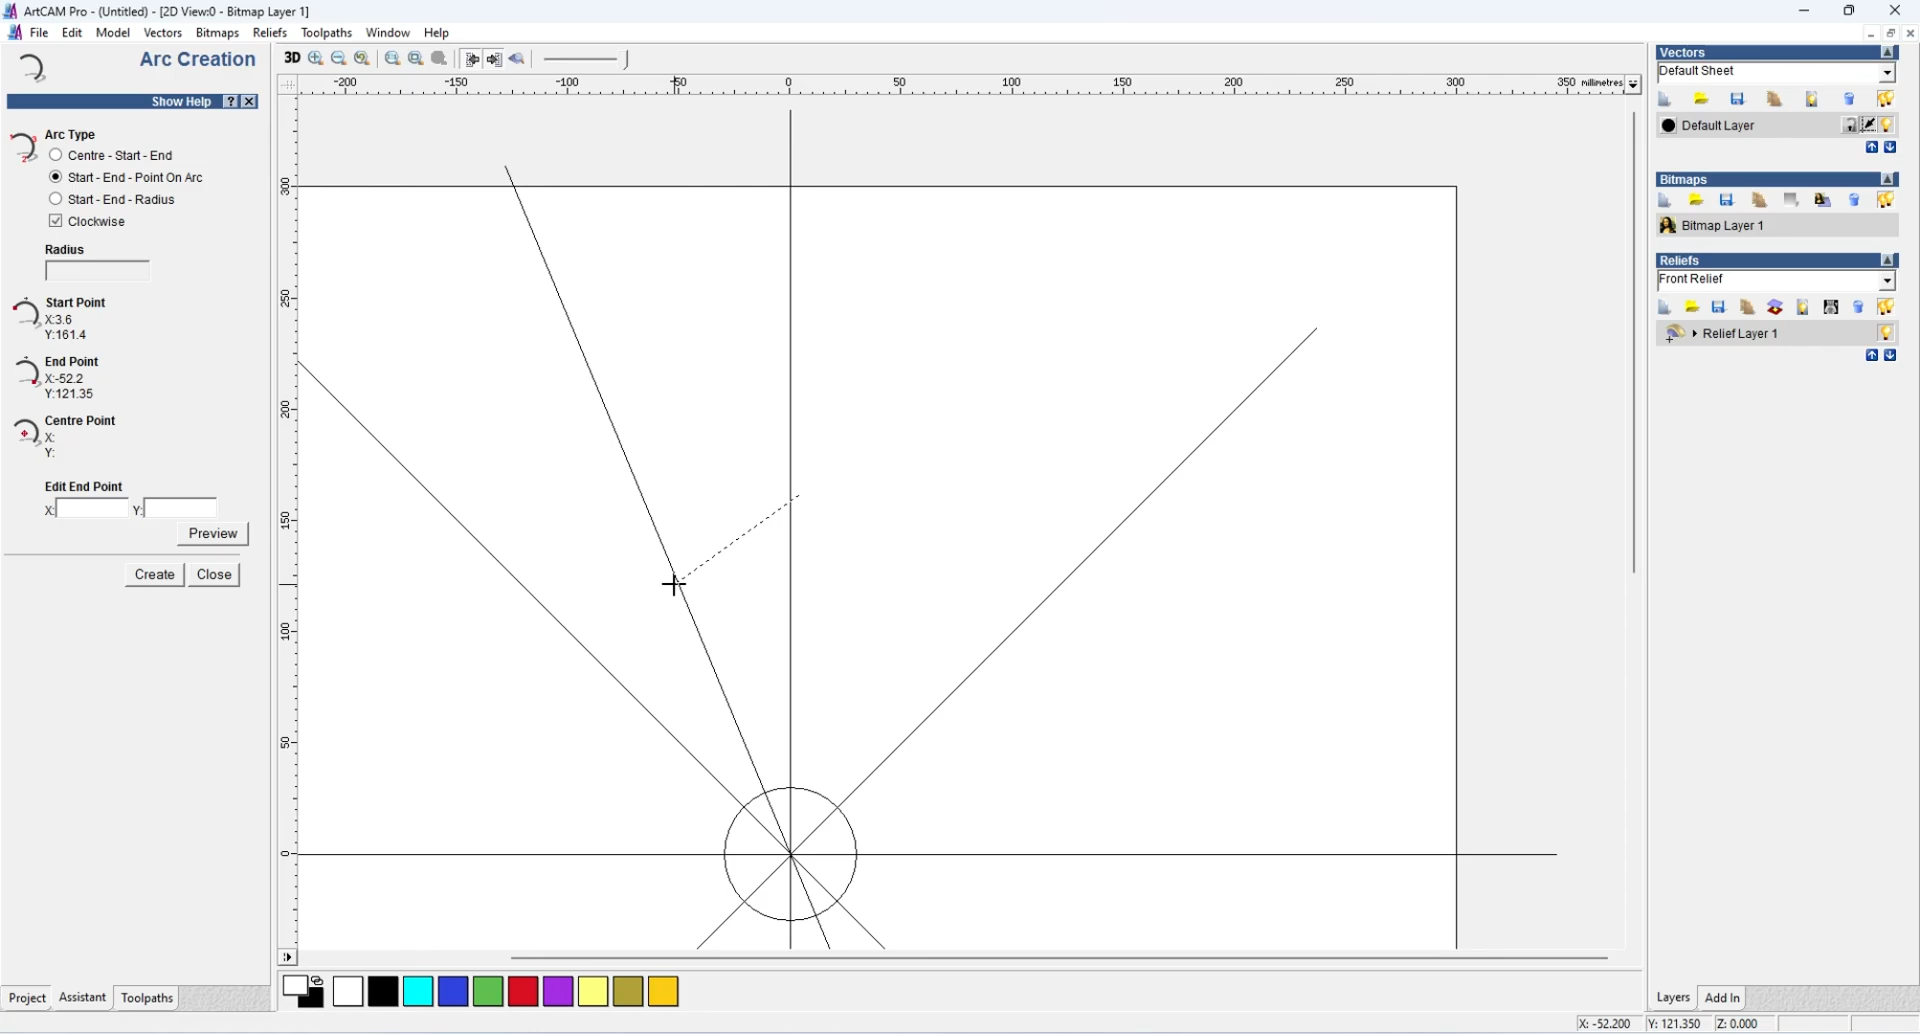 ArtCAM Pro - (Untitled) - [2D View:0 - Bitmap Layer 1]
File Edit Model Vectors Bitmaps Reliefs Toolpaths Window Help
Arc Creation
Show Help ?
Arc Type
Centre - Start - End
Start - End - Point On Arc
Start - End - Radius
Clockwise
Radius
Start Point
X:3.6
Y:161.4
End Point
X:-52.2
Y:121.35
Centre Point
X:
Y:
Edit End Point
X: Y:
Preview
Create Close
Project Assistant Toolpaths
3D
-200 -150 -100 -50 0 50 100 150 200 250 300 350 millimetres
300
250
200
150
100
50
0
Vectors
Default Sheet
Default Layer
Bitmaps
Bitmap Layer 1
Reliefs
Front Relief
Relief Layer 1
Layers Add In
X: -52.200 Y: 121.350 Z: 0.000